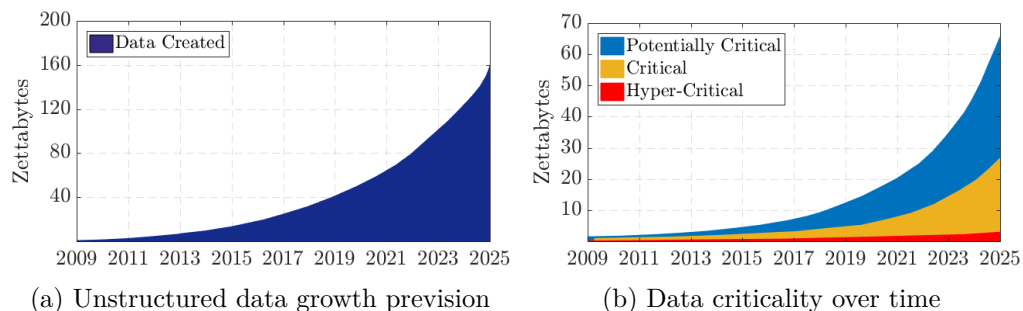 200
160
120
80
40
Zettabytes
Data Created
2009 2011 2013 2015 2017 2019 2021 2023 2025
(a) Unstructured data growth prevision
70
60
50
40
30
20
10
Zettabytes
Potentially Critical
Critical
Hyper-Critical
2009 2011 2013 2015 2017 2019 2021 2023 2025
(b) Data criticality over time